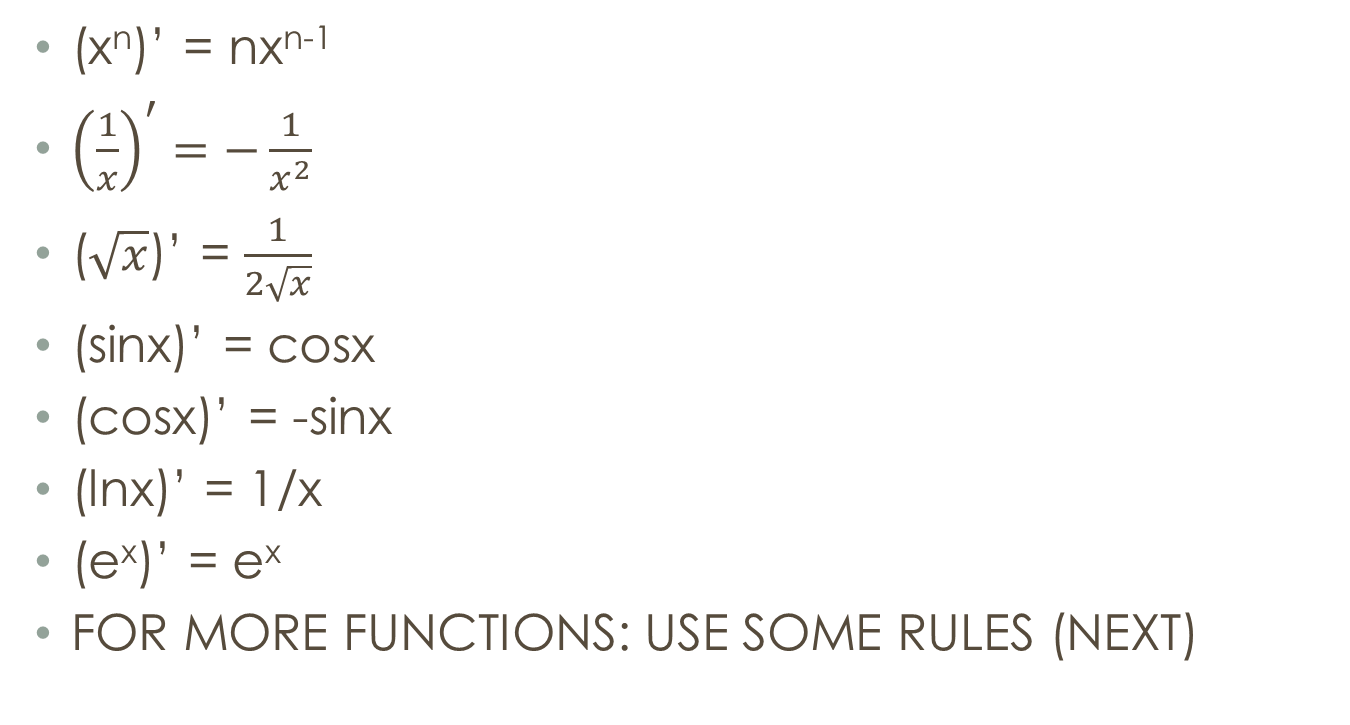 • (xⁿ)’ = nxⁿ⁻¹
• (1/x)′ = − 1/x²
• (√x)’ = 1/(2√x)
• (sinx)’ = cosx
• (cosx)’ = -sinx
• (lnx)’ = 1/x
• (eˣ)’ = eˣ
• FOR MORE FUNCTIONS: USE SOME RULES (NEXT)